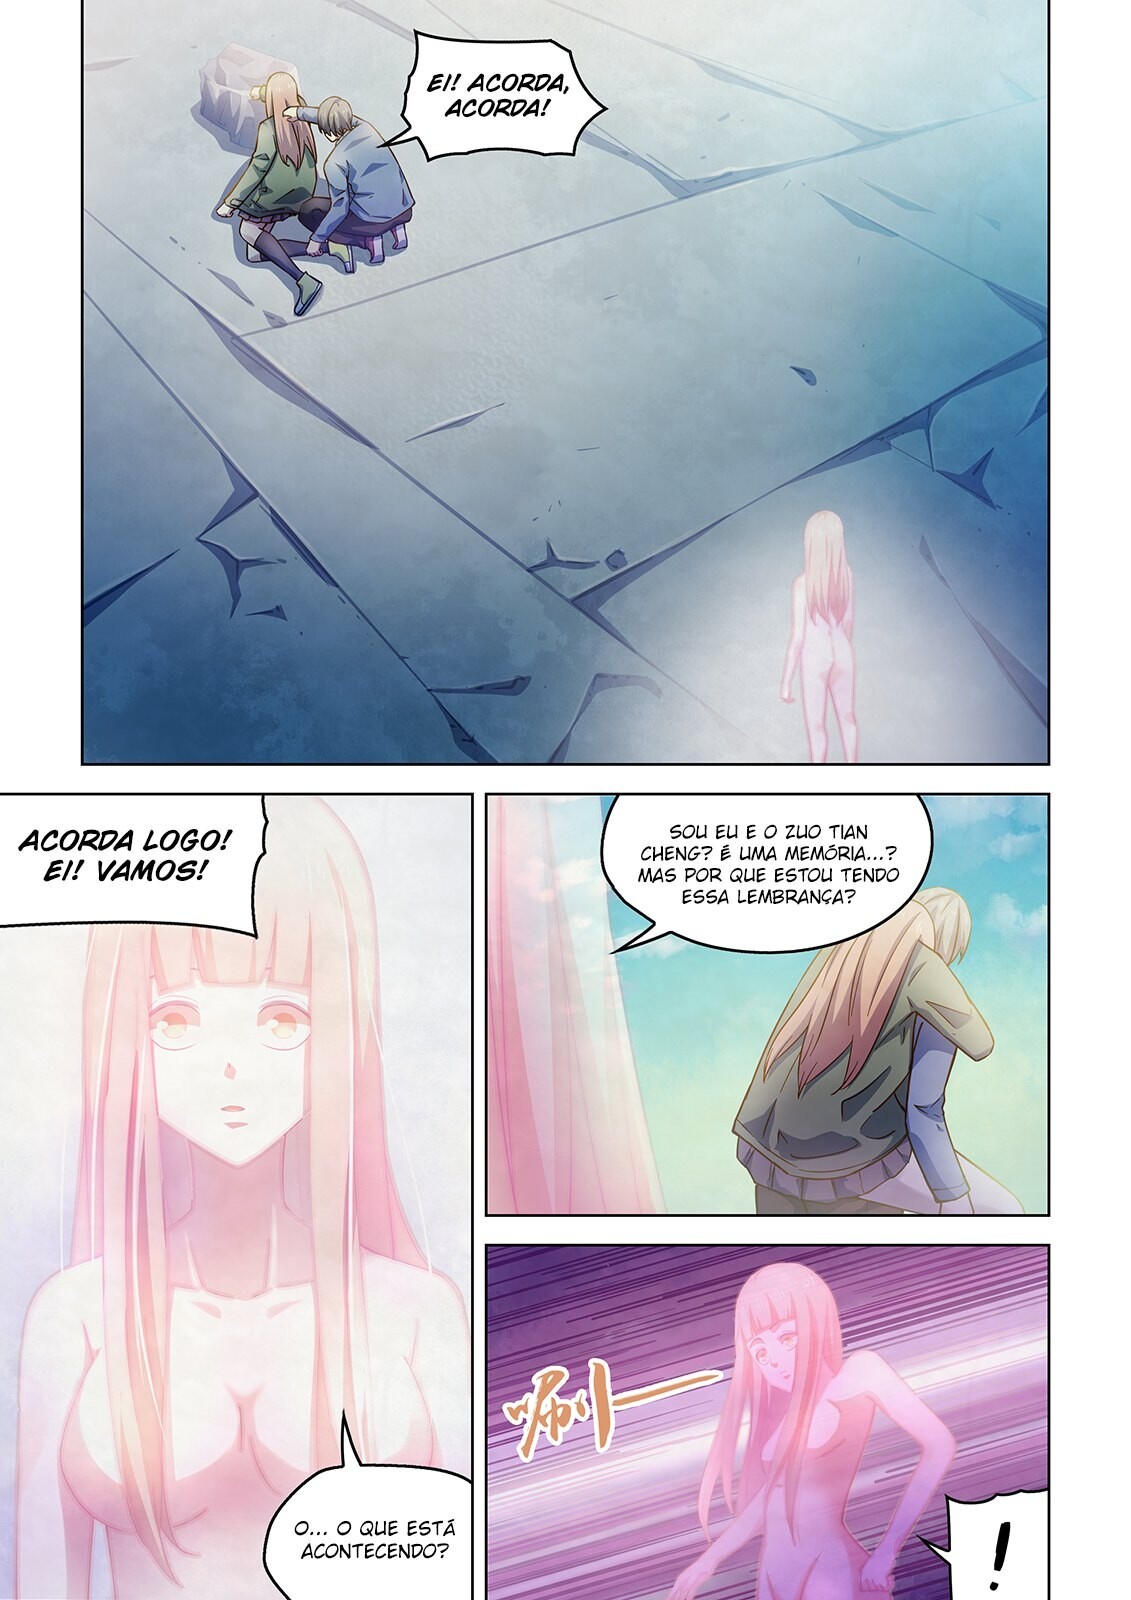 EI! ACORDA,
ACORDA!
ACORDA LOGO!
EI! VAMOS!
SOU EU E O ZUO TIAN
CHENG? É UMA MEMÓRIA...?
MAS POR QUE ESTOU TENDO
ESSA LEMBRANÇA?
O... O QUE ESTÁ
ACONTECENDO?
唰
!